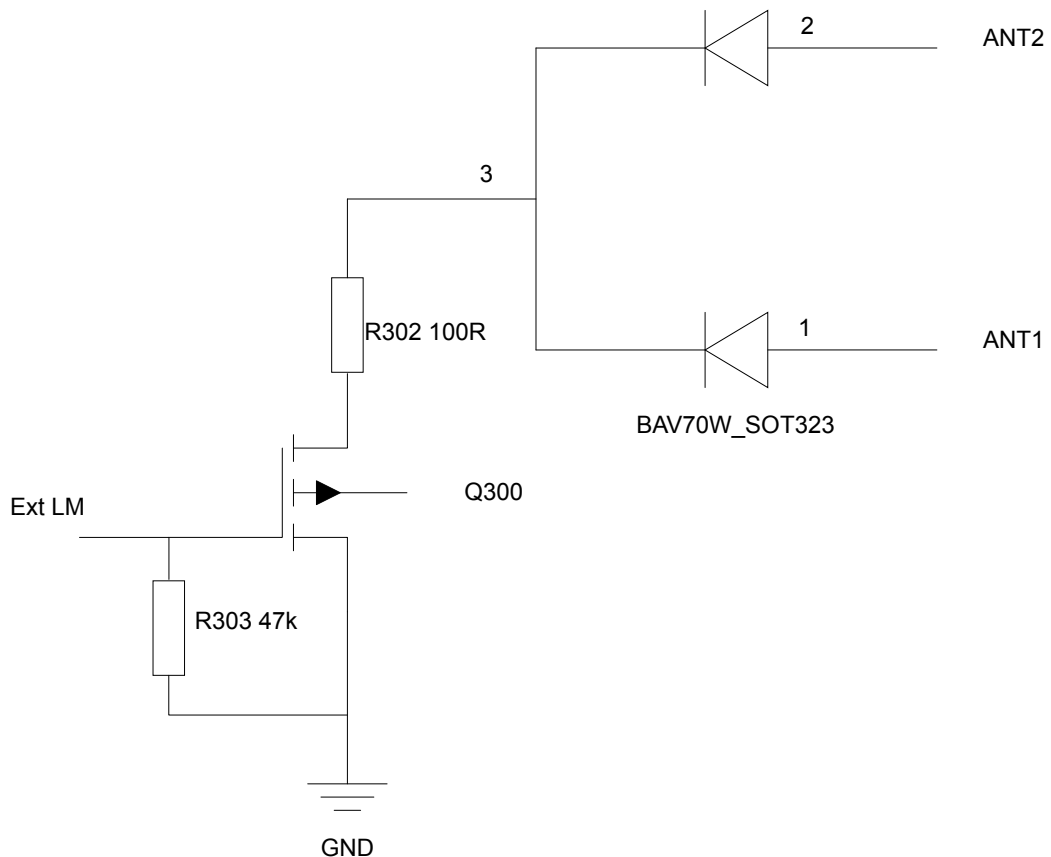 2
ANT2
3
R302 100R
1
ANT1
BAV70W_SOT323
Q300
Ext LM
R303 47k
GND